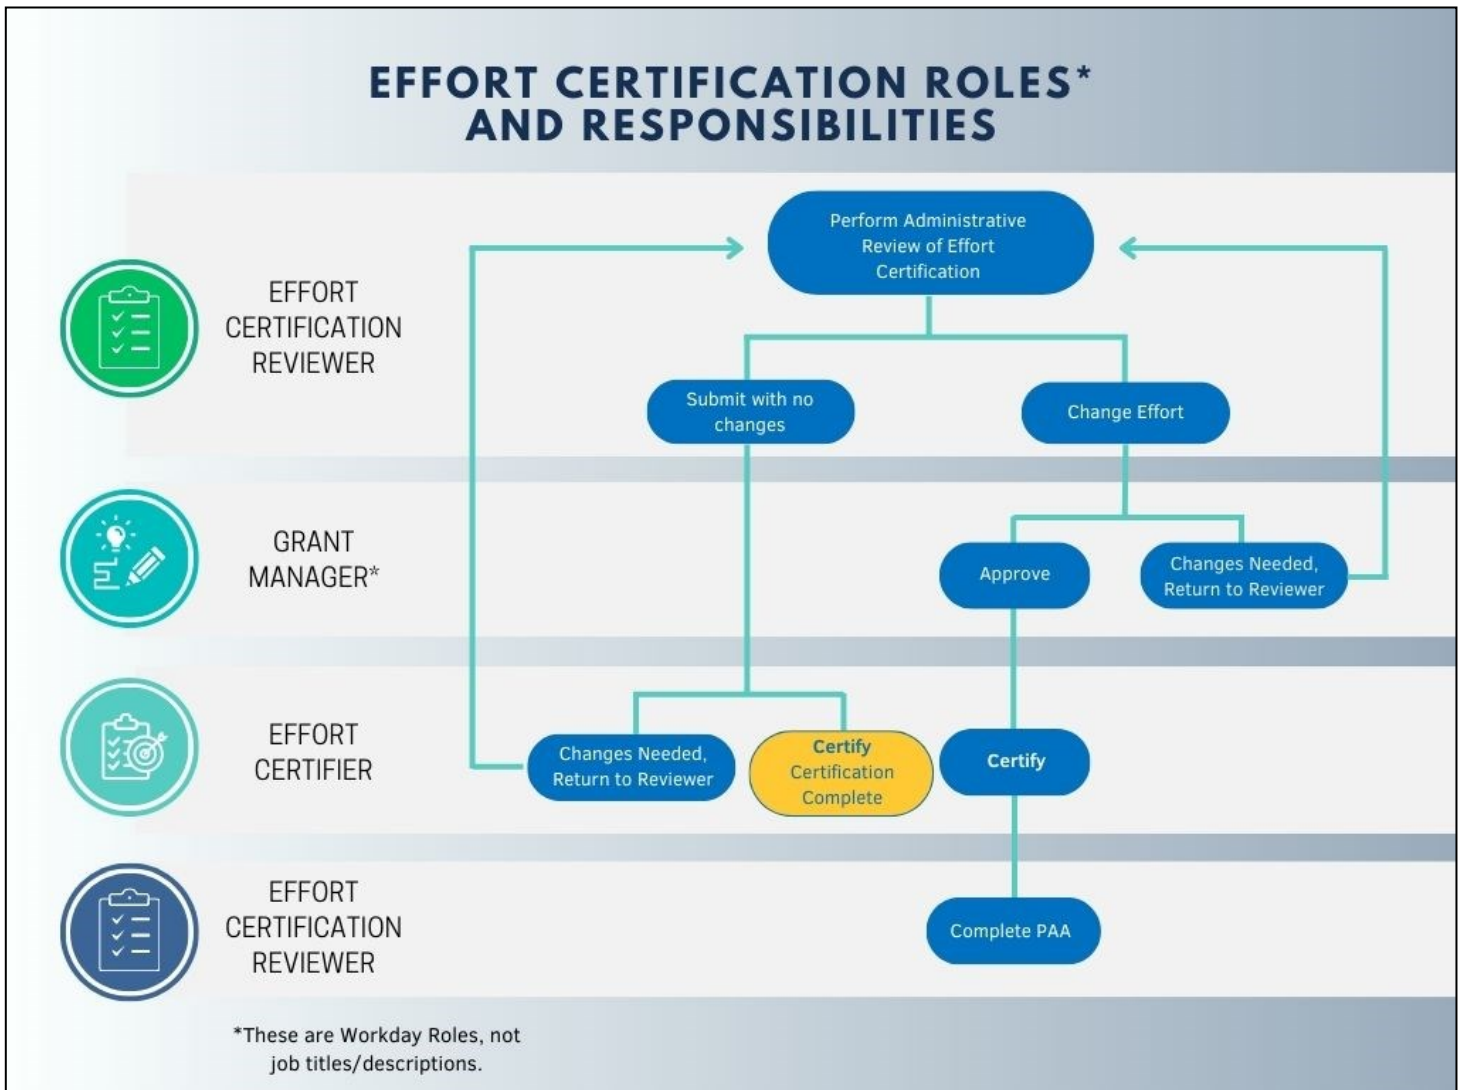 EFFORT CERTIFICATION ROLES*
AND RESPONSIBILITIES
EFFORT
CERTIFICATION
REVIEWER
Perform Administrative
Review of Effort
Certification
Submit with no
changes
Change Effort
GRANT
MANAGER*
Approve
Changes Needed,
Return to Reviewer
EFFORT
CERTIFIER
Changes Needed,
Return to Reviewer
Certify
Certification
Complete
Certify
EFFORT
CERTIFICATION
REVIEWER
Complete PAA
*These are Workday Roles, not
job titles/descriptions.